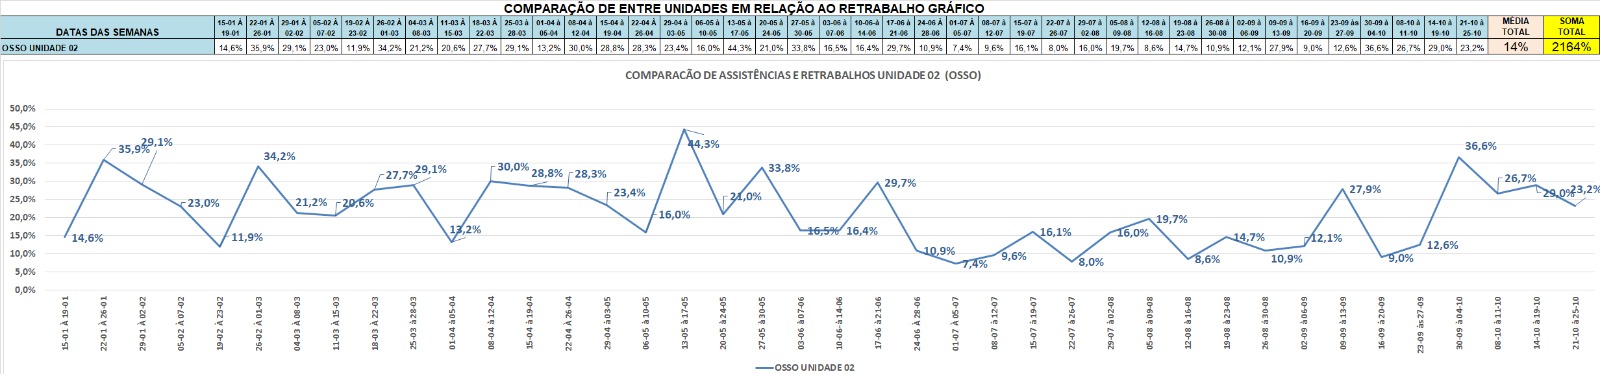 COMPARAÇÃO DE ENTRE UNIDADES EM RELAÇÃO AO RETRABALHO GRÁFICO
DATAS DAS SEMANAS 15-01 À 19-01 22-01 À 26-01 29-01 À 02-02 05-02 À 07-02 19-02 À 23-02 26-02 À 01-03 04-03 À 08-03 11-03 À 15-03 18-03 À 22-03 25-03 à 28-03 01-04 à 05-04 08-04 À 12-04 15-04 à 19-04 22-04 À 26-04 29-04 à 03-05 06-05 à 10-05 13-05 à 17-05 20-05 à 24-05 27-05 à 30-05 03-06 à 07-06 10-06 à 14-06 17-06 à 21-06 24-06 À 28-06 01-07 À 05-07 08-07 à 12-07 15-07 à 19-07 22-07 à 26-07 29-07 à 02-08 05-08 à 09-08 12-08 à 16-08 19-08 à 23-08 26-08 à 30-08 02-09 à 06-09 09-09 à 13-09 16-09 à 20-09 23-09 às 27-09 30-09 à 04-10 08-10 à 11-10 14-10 à 19-10 21-10 à 25-10 MÉDIA TOTAL SOMA TOTAL
OSSO UNIDADE 02 14,6% 35,9% 29,1% 23,0% 11,9% 34,2% 21,2% 20,6% 27,7% 29,1% 13,2% 30,0% 28,8% 28,3% 23,4% 16,0% 44,3% 21,0% 33,8% 16,5% 16,4% 29,7% 10,9% 7,4% 9,6% 16,1% 8,0% 16,0% 19,7% 8,6% 14,7% 10,9% 12,1% 27,9% 9,0% 12,6% 36,6% 26,7% 29,0% 23,2% 14% 2164%
COMPARACÃO DE ASSISTÊNCIAS E RETRABALHOS UNIDADE 02 (OSSO)
50,0%
45,0%
40,0%
35,0%
30,0%
25,0%
20,0%
15,0%
10,0%
5,0%
0,0%
14,6% 35,9% 29,1% 23,0% 11,9% 34,2% 21,2% 20,6% 27,7% 29,1% 13,2% 30,0% 28,8% 28,3% 23,4% 16,0% 44,3% 21,0% 33,8% 16,5% 16,4% 29,7% 10,9% 7,4% 9,6% 16,1% 8,0% 16,0% 19,7% 8,6% 14,7% 10,9% 12,1% 27,9% 9,0% 12,6% 36,6% 26,7% 29,0% 23,2%
15-01 À 19-01
22-01 À 26-01
29-01 À 02-02
05-02 À 07-02
19-02 À 23-02
26-02 À 01-03
04-03 À 08-03
11-03 À 15-03
18-03 À 22-03
25-03 à 28-03
01-04 à 05-04
08-04 À 12-04
15-04 à 19-04
22-04 À 26-04
29-04 à 03-05
06-05 à 10-05
13-05 à 17-05
20-05 à 24-05
27-05 à 30-05
03-06 à 07-06
10-06 à 14-06
17-06 à 21-06
24-06 À 28-06
01-07 À 05-07
08-07 à 12-07
15-07 à 19-07
22-07 à 26-07
29-07 à 02-08
05-08 à 09-08
12-08 à 16-08
19-08 à 23-08
26-08 à 30-08
02-09 à 06-09
09-09 à 13-09
16-09 à 20-09
23-09 às 27-09
30-09 à 04-10
08-10 à 11-10
14-10 à 19-10
21-10 à 25-10
OSSO UNIDADE 02